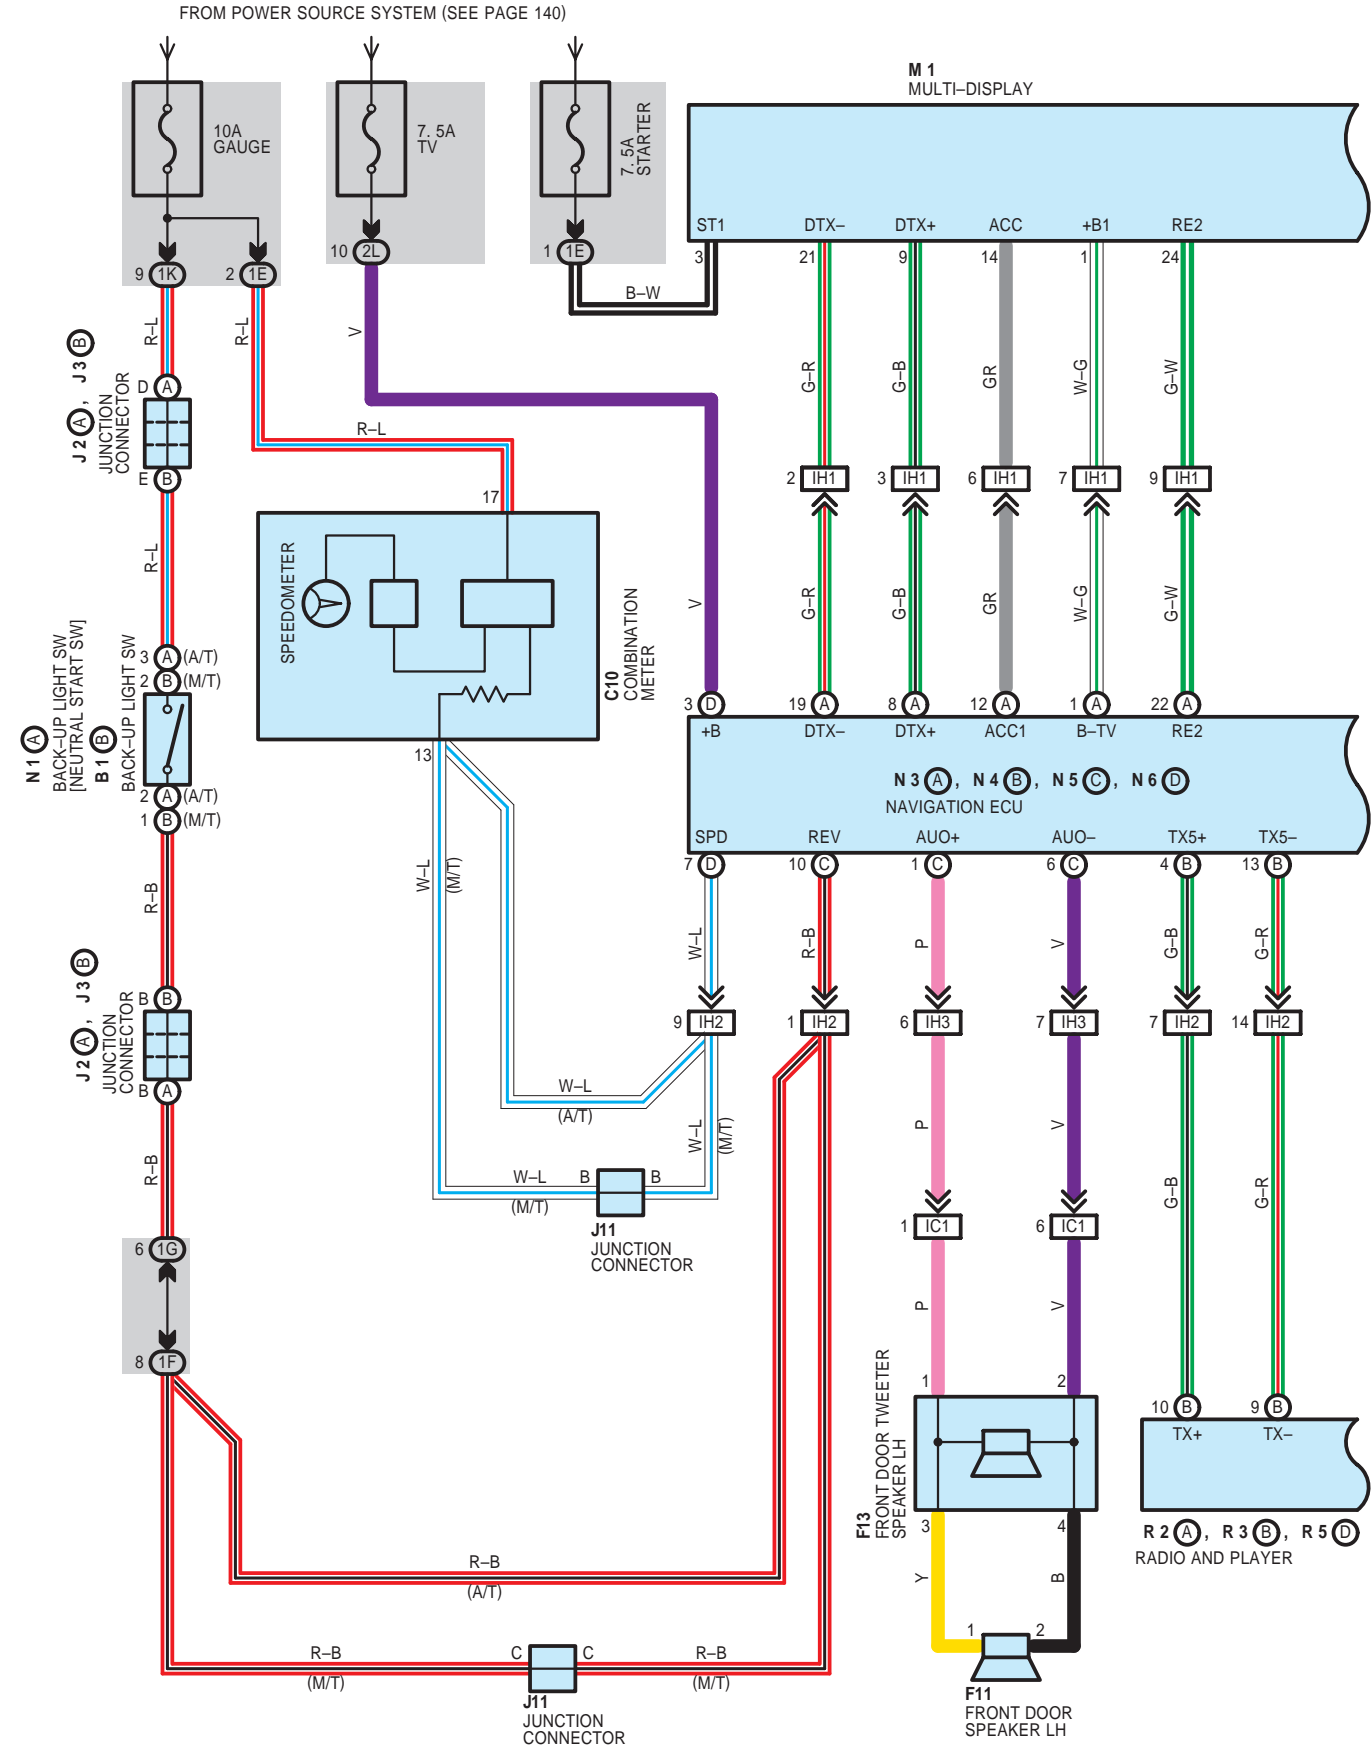 FROM POWER SOURCE SYSTEM (SEE PAGE 140)
10A
GAUGE
7. 5A
TV
7. 5A
STARTER
9 1K
2 1E
10 2L
1 1E
M 1
MULTI–DISPLAY
ST1 DTX– DTX+ ACC +B1 RE2
3 21 9 14 1 24
B–W
R–L
R–L
V
G–R
G–B
GR
W–G
G–W
J 2 A , J 3 B
JUNCTION
CONNECTOR
D A
E B
R–L
R–L
17
2 IH1
3 IH1
6 IH1
7 IH1
9 IH1
V
G–R
G–B
GR
W–G
G–W
SPEEDOMETER
C10
COMBINATION
METER
13
N 1 A
BACK–UP LIGHT SW
[NEUTRAL START SW]
B 1 B
BACK–UP LIGHT SW
3 A (A/T)
2 B (M/T)
2 A (A/T)
1 B (M/T)
3 D
19 A
8 A
12 A
1 A
22 A
+B DTX– DTX+ ACC1 B–TV RE2
N 3 A , N 4 B , N 5 C , N 6 D
NAVIGATION ECU
SPD REV AUO+ AUO– TX5+ TX5–
7 D
10 C
1 C
6 C
4 B
13 B
R–B
W–L
(M/T)
W–L
R–B
P
V
G–B
G–R
J 2 A , J 3 B
JUNCTION
CONNECTOR
B B
B A
9 IH2
1 IH2
6 IH3
7 IH3
7 IH2
14 IH2
W–L
(A/T)
W–L
(M/T)
R–B
P
V
G–B
G–R
W–L
(M/T)
B B
J11
JUNCTION
CONNECTOR
1 IC1
6 IC1
6 1G
8 1F
P
V
1 2
F13
FRONT DOOR TWEETER
SPEAKER LH
3 4
10 B
9 B
TX+ TX–
R 2 A , R 3 B , R 5 D
RADIO AND PLAYER
R–B
(A/T)
Y
B
1 2
F11
FRONT DOOR
SPEAKER LH
R–B
(M/T)
C C
R–B
(M/T)
J11
JUNCTION
CONNECTOR